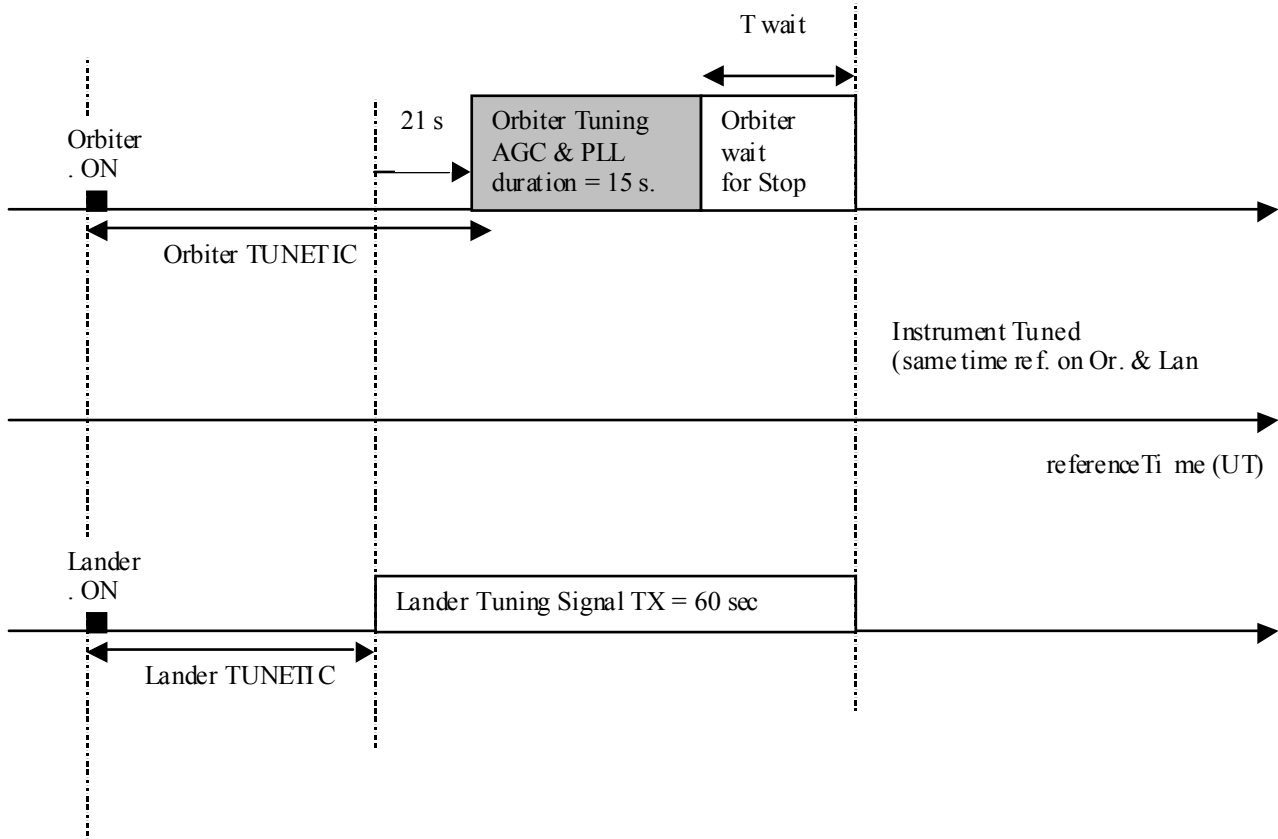 T wait
21 s
Orbiter Tuning
AGC & PLL
duration = 15 s.
Orbiter
wait
for Stop
Orbiter
. ON
Orbiter TUNETIC
Instrument Tuned
(same time ref. on Or. & Lan
referenceTi me (UT)
Lander
. ON
Lander Tuning Signal TX = 60 sec
Lander TUNETIC